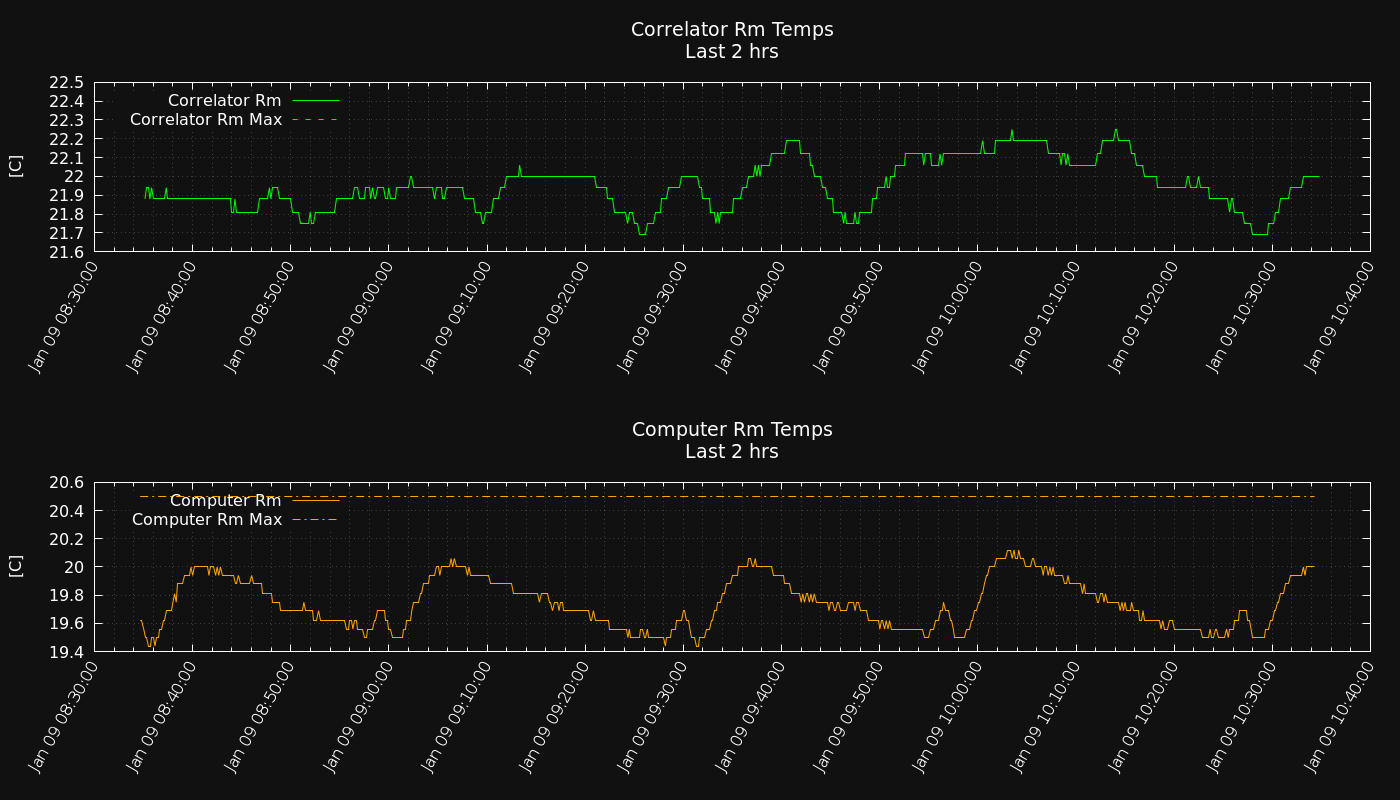 Correlator Rm Temps
Last 2 hrs
22.5
22.4
22.3
22.2
22.1
22
21.9
21.8
21.7
21.6
[C]
Correlator Rm
Correlator Rm Max
Jan 09 08:30:00
Jan 09 08:40:00
Jan 09 08:50:00
Jan 09 09:00:00
Jan 09 09:10:00
Jan 09 09:20:00
Jan 09 09:30:00
Jan 09 09:40:00
Jan 09 09:50:00
Jan 09 10:00:00
Jan 09 10:10:00
Jan 09 10:20:00
Jan 09 10:30:00
Jan 09 10:40:00
Computer Rm Temps
Last 2 hrs
20.6
20.4
20.2
20
19.8
19.6
19.4
[C]
Computer Rm
Computer Rm Max
Jan 09 08:30:00
Jan 09 08:40:00
Jan 09 08:50:00
Jan 09 09:00:00
Jan 09 09:10:00
Jan 09 09:20:00
Jan 09 09:30:00
Jan 09 09:40:00
Jan 09 09:50:00
Jan 09 10:00:00
Jan 09 10:10:00
Jan 09 10:20:00
Jan 09 10:30:00
Jan 09 10:40:00